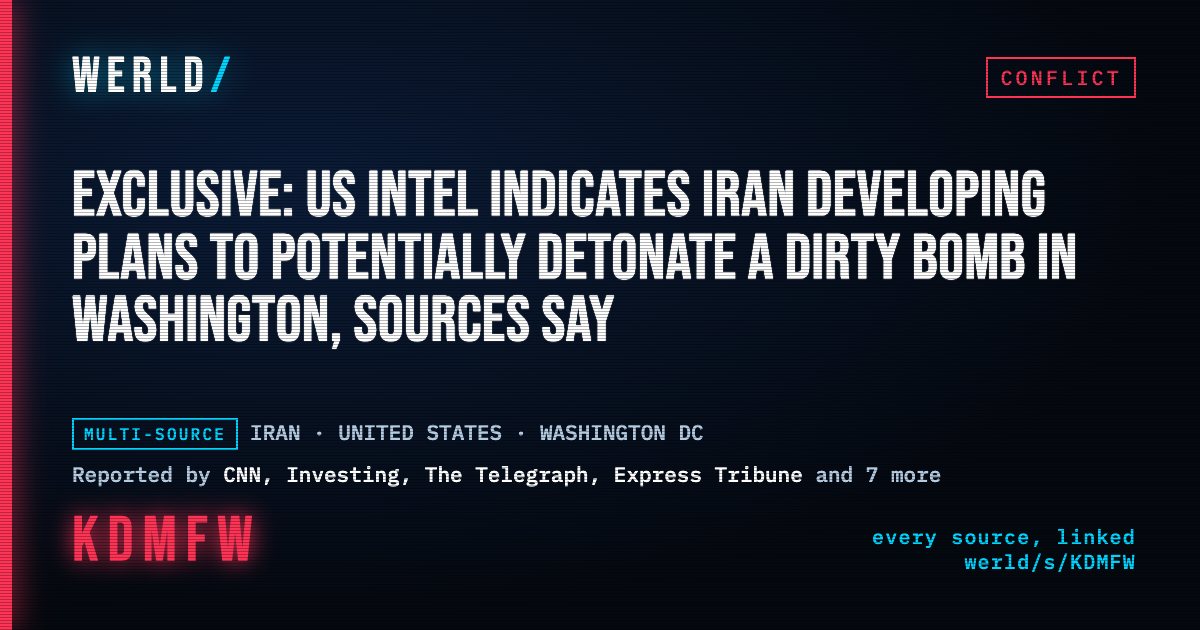 WERLD/
CONFLICT
EXCLUSIVE: US INTEL INDICATES IRAN DEVELOPING
PLANS TO POTENTIALLY DETONATE A DIRTY BOMB IN
WASHINGTON, SOURCES SAY
MULTI-SOURCE IRAN · UNITED STATES · WASHINGTON DC
Reported by CNN, Investing, The Telegraph, Express Tribune and 7 more
KDMFW
every source, linked
werld/s/KDMFW